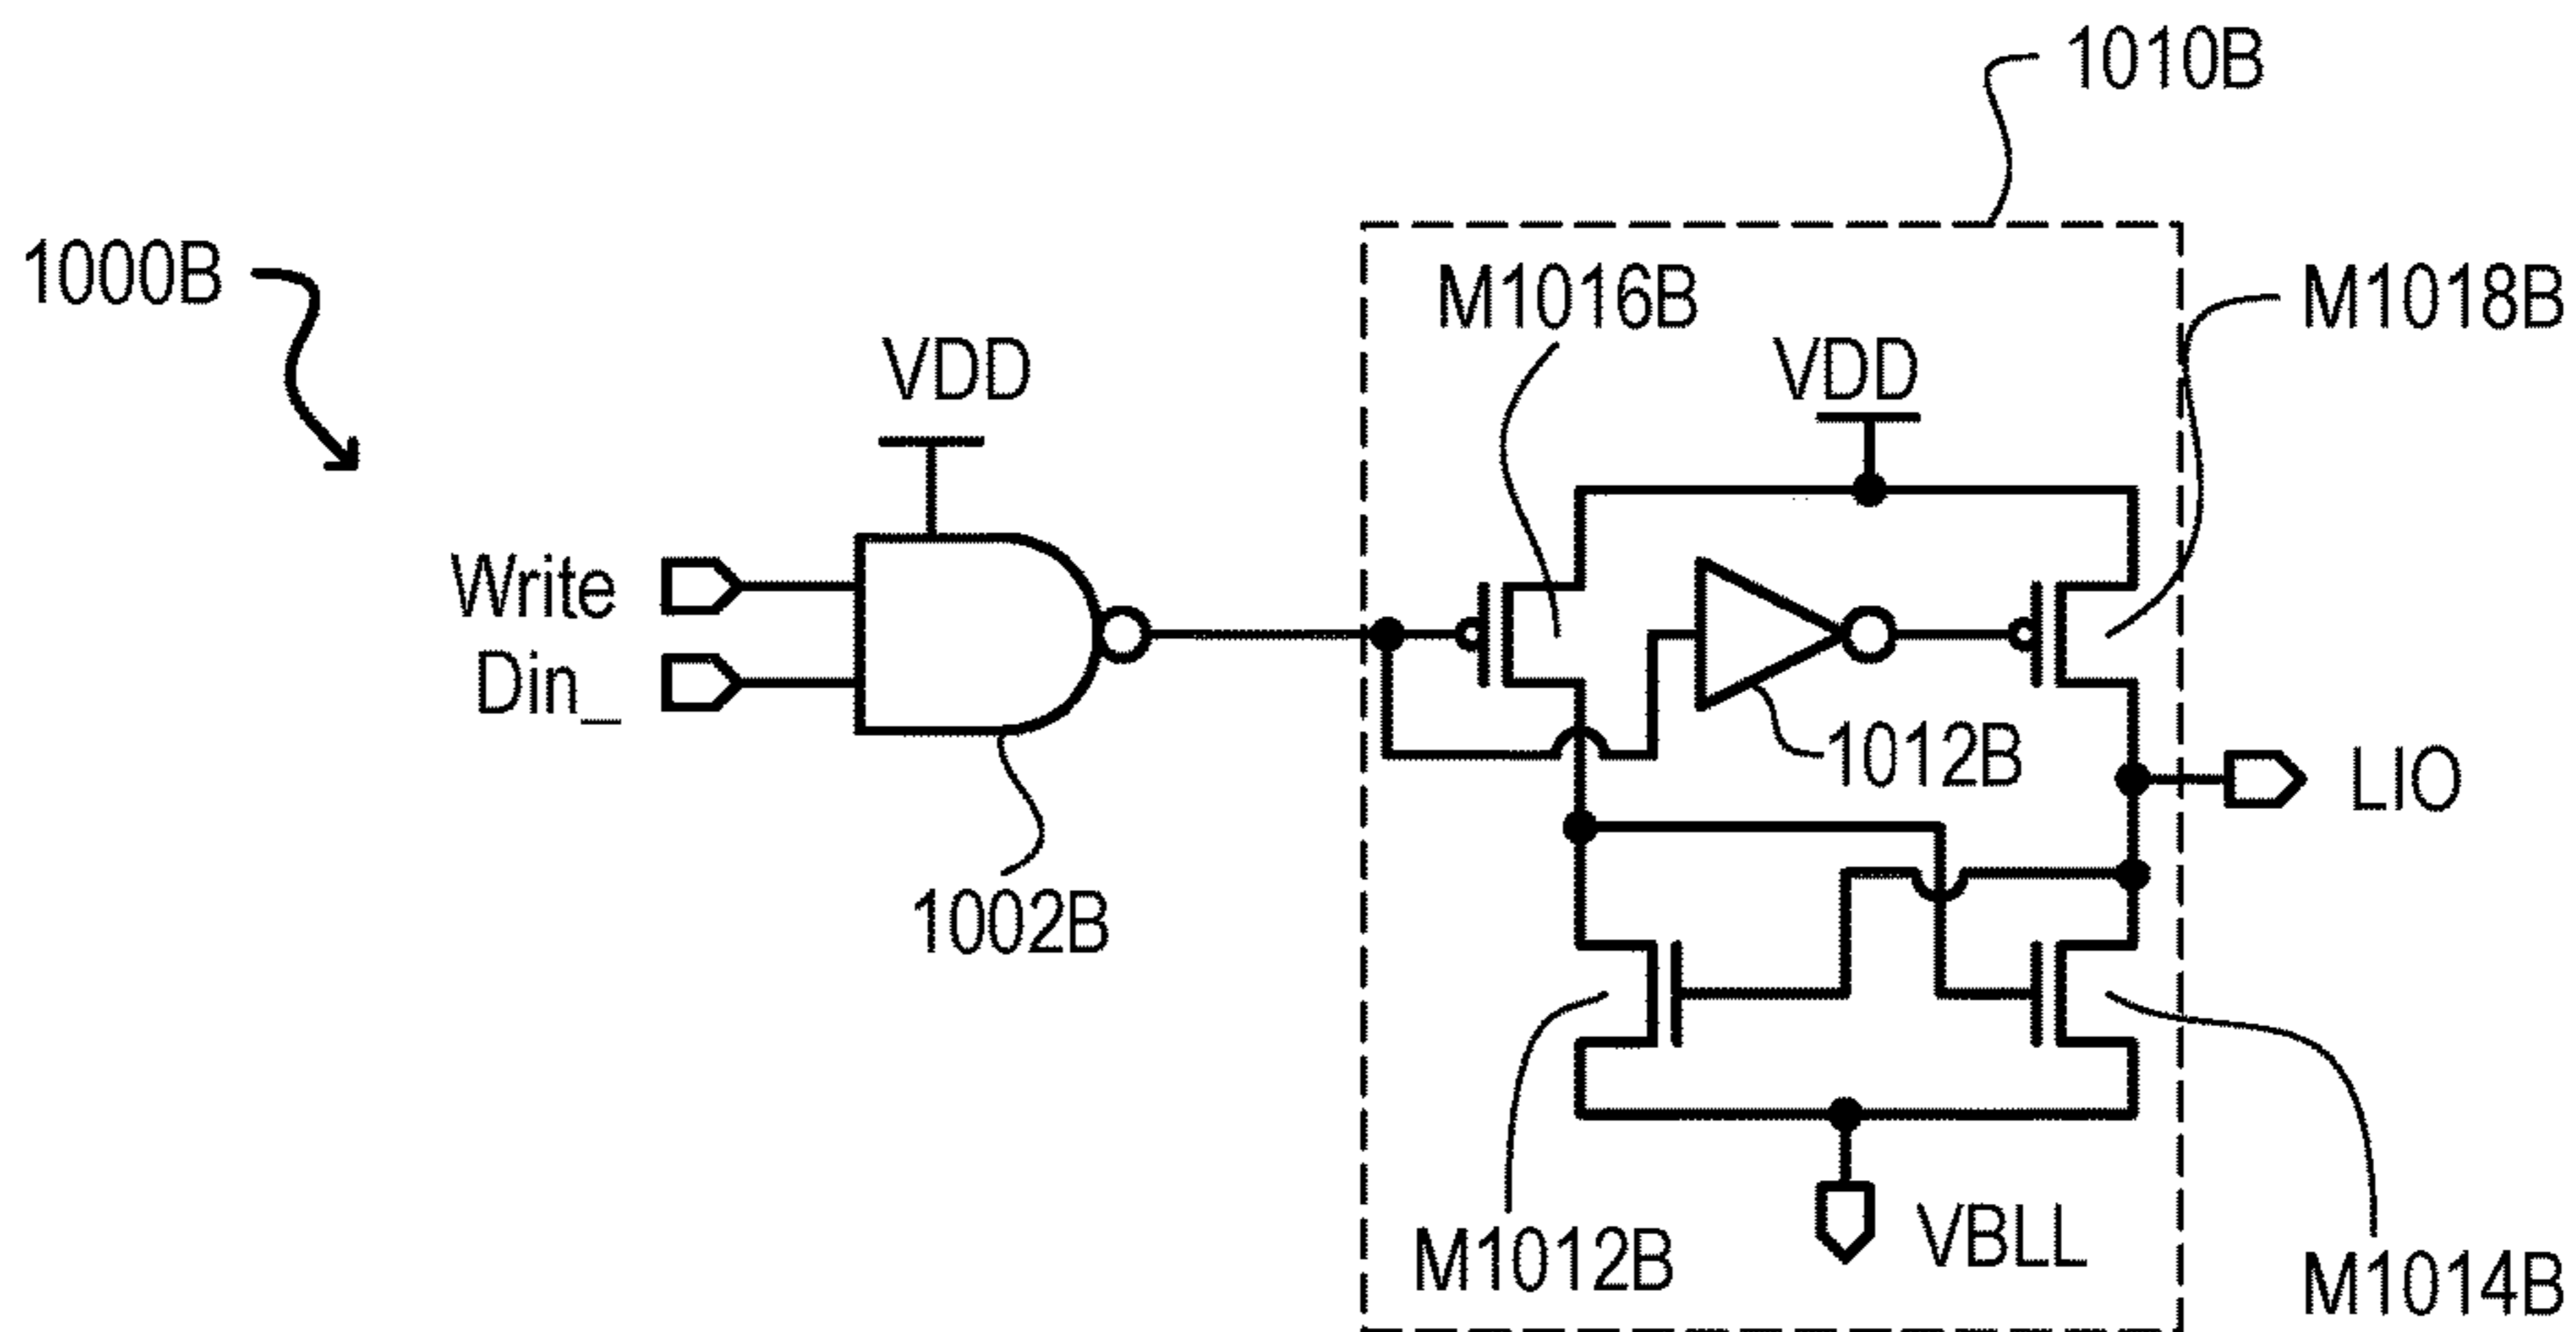 1010B
1000B
M1016B
M1018B
VDD
VDD
Write
Din_
1012B
LIO
1002B
VBLL
M1012B
M1014B